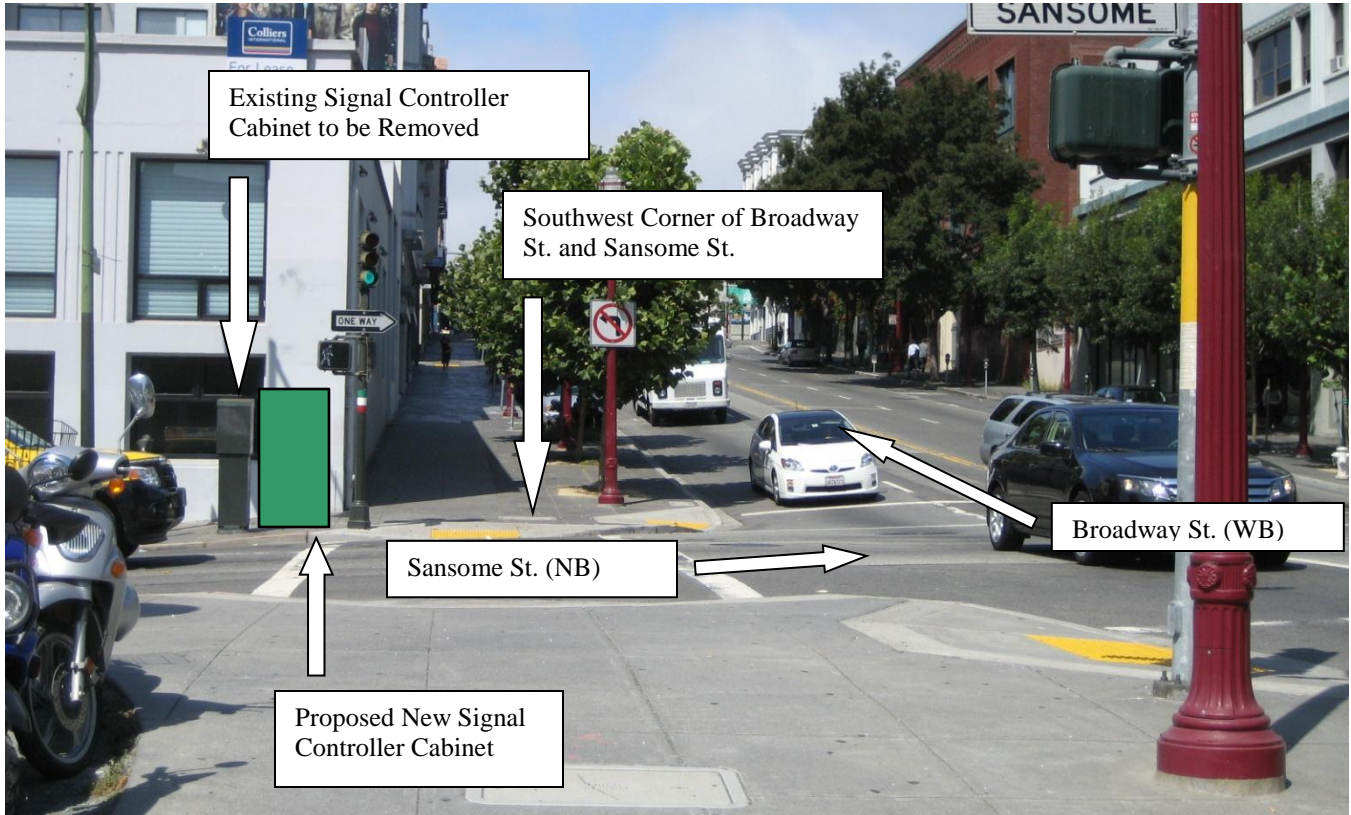 SANSOME
Colliers
INTERNATIONAL
For Lease
Existing Signal Controller
Cabinet to be Removed
Southwest Corner of Broadway
St. and Sansome St.
ONE WAY
Sansome St. (NB)
Broadway St. (WB)
Proposed New Signal
Controller Cabinet